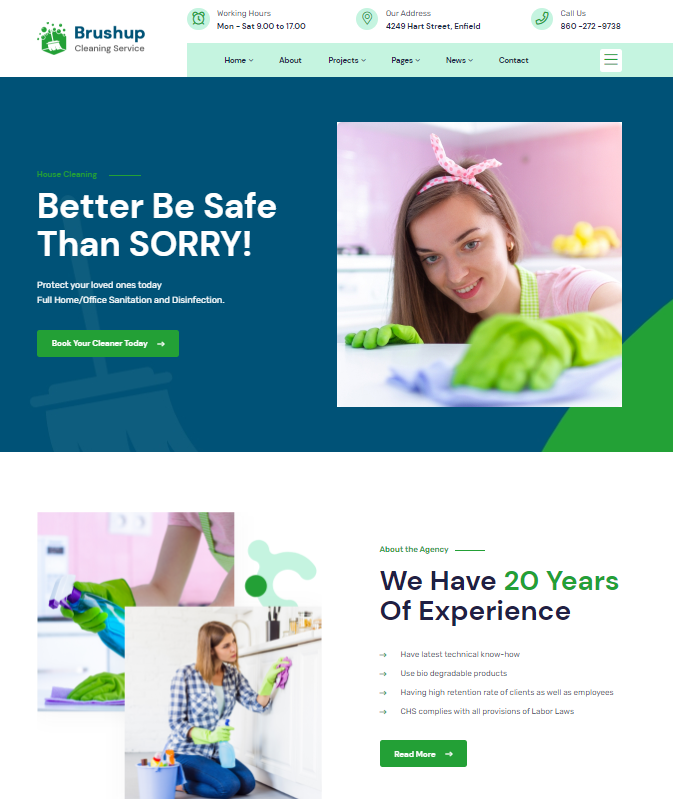 Brushup
Cleaning Service
Working Hours
Mon - Sat 9.00 to 17.00
Our Address
4249 Hart Street, Enfield
Call Us
860 -272 -9738
Home
About
Projects
Pages
News
Contact
House Cleaning
Better Be Safe
Than SORRY!
Protect your loved ones today
Full Home/Office Sanitation and Disinfection.
Book Your Cleaner Today
About the Agency
We Have 20 Years
Of Experience
Have latest technical know-how
Use bio degradable products
Having high retention rate of clients as well as employees
CHS complies with all provisions of Labor Laws
Read More